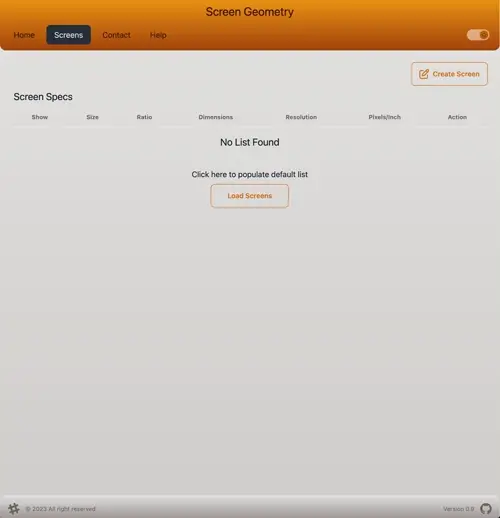 Screen Geometry
Home Screens Contact Help
Create Screen
Screen Specs
Show Size Ratio Dimensions Resolution Pixels/Inch Action
No List Found
Click here to populate default list
Load Screens
© 2023 All right reserved Version 0.9